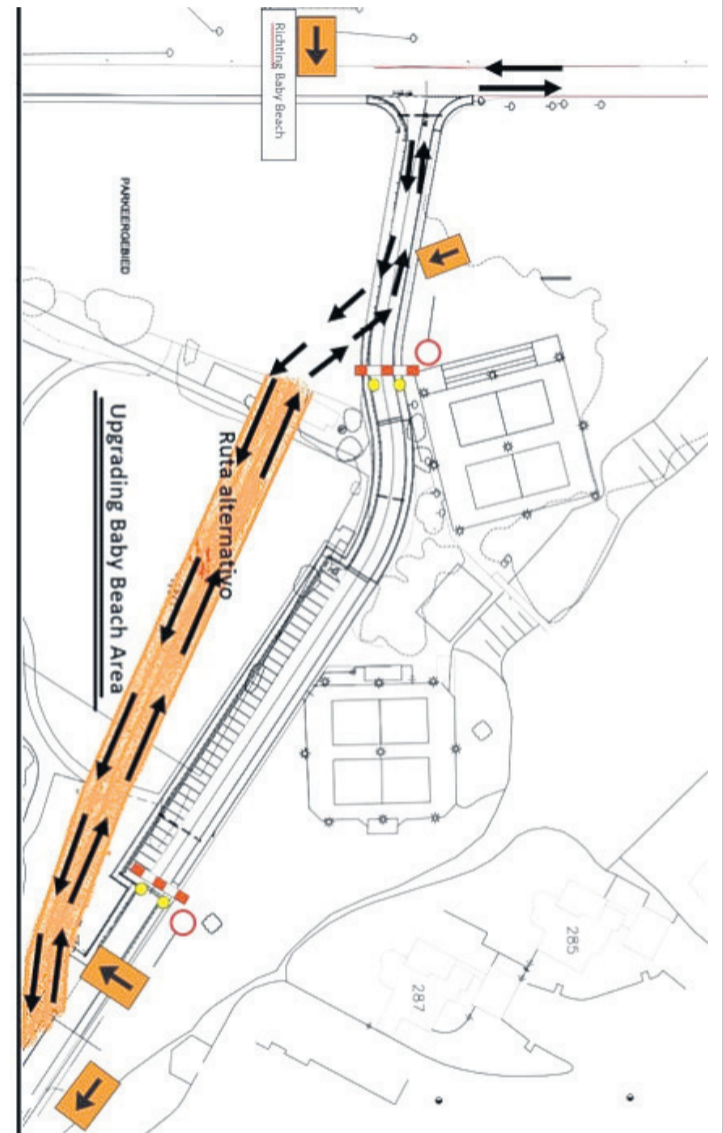 Richting Baby Beach
PARKEERGEBIED
Ruta alternativo
Upgrading Baby Beach Area
285
287